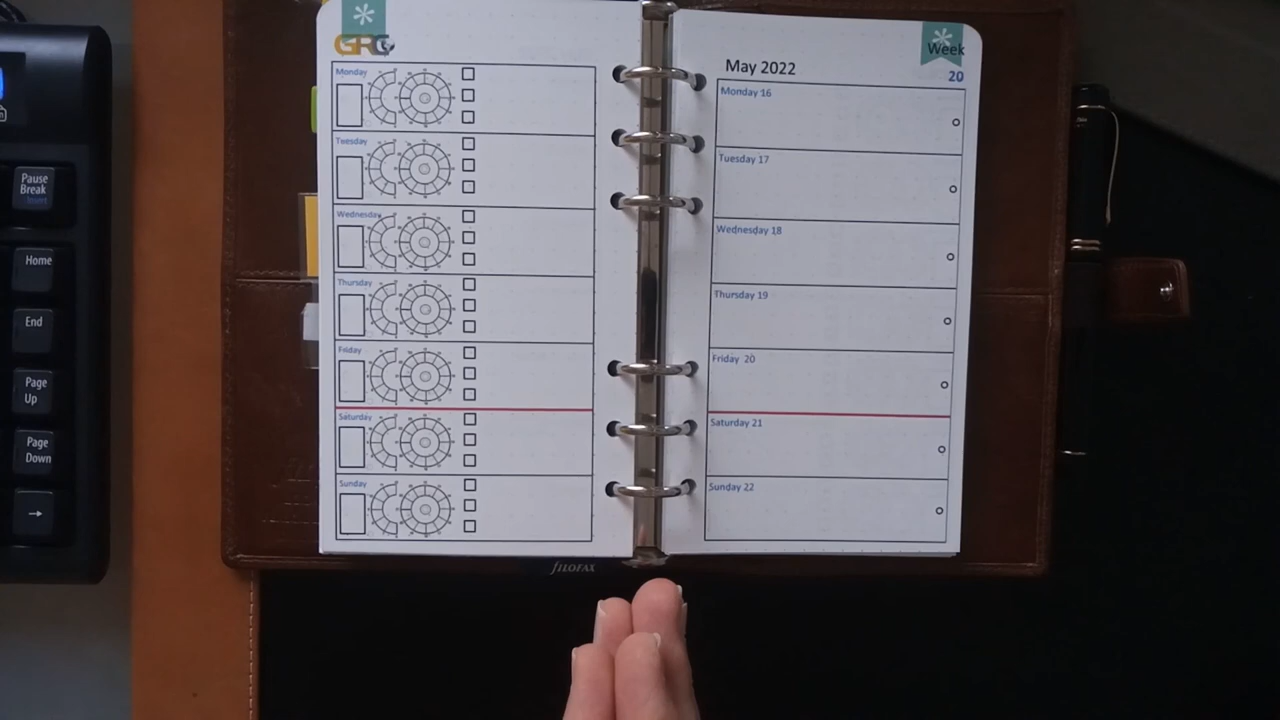 Pause
Break
Insert
Home
End
Page
Up
Page
Down
→
GRG
Monday
Tuesday
Wednesday
Thursday
Friday
Saturday
Sunday
May 2022
Week
20
Monday 16
Tuesday 17
Wednesday 18
Thursday 19
Friday 20
Saturday 21
Sunday 22
fILOFAX